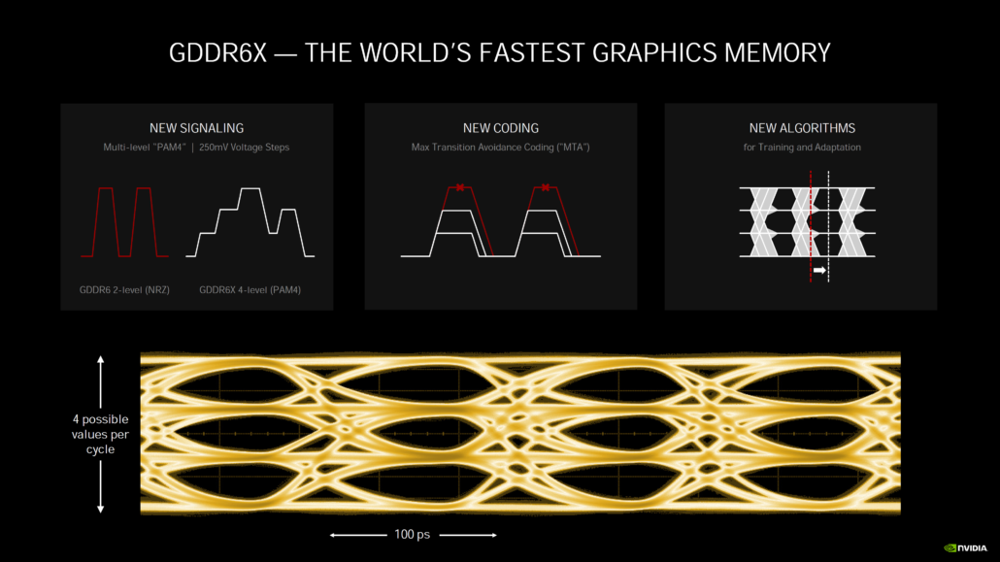 GDDR6X — THE WORLD'S FASTEST GRAPHICS MEMORY
NEW SIGNALING
Multi-level "PAM4" | 250mV Voltage Steps
GDDR6 2-level (NRZ)
GDDR6X 4-level (PAM4)
NEW CODING
Max Transition Avoidance Coding ("MTA")
NEW ALGORITHMS
for Training and Adaptation
4 possible
values per
cycle
100 ps
NVIDIA